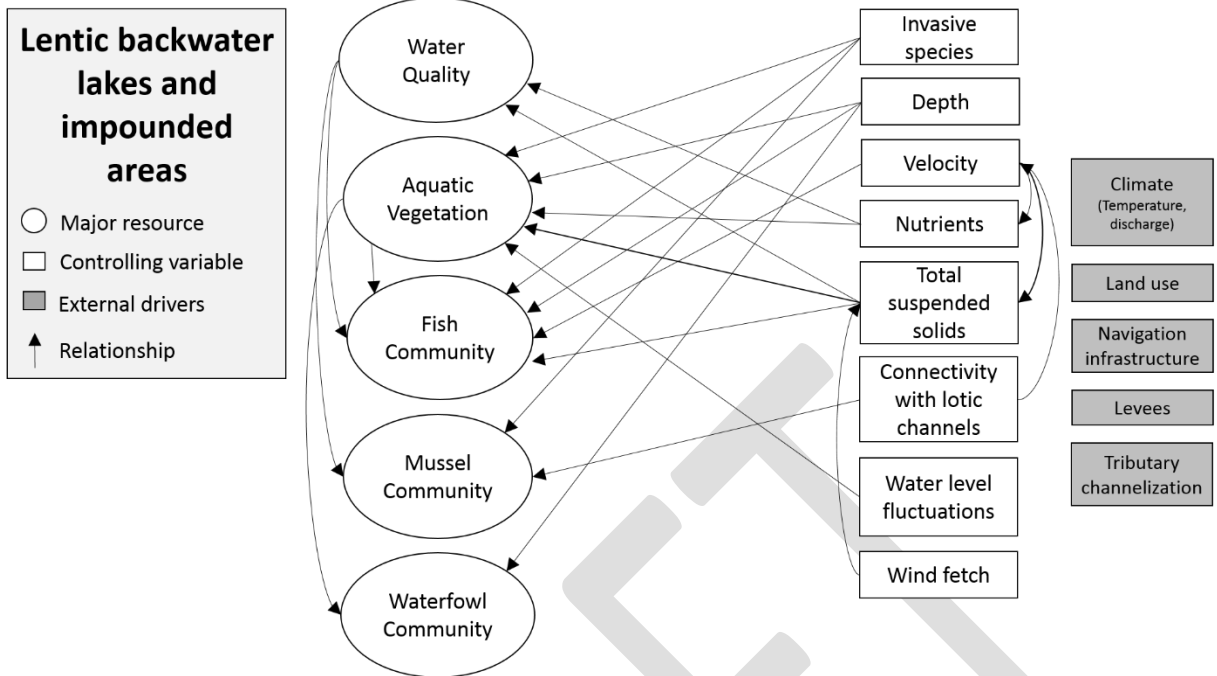 Lentic backwater
lakes and
impounded
areas
Major resource
Controlling variable
External drivers
Relationship
Water
Quality
Aquatic
Vegetation
Fish
Community
Mussel
Community
Waterfowl
Community
Invasive
species
Depth
Velocity
Nutrients
Total
suspended
solids
Connectivity
with lotic
channels
Water level
fluctuations
Wind fetch
Climate
(Temperature,
discharge)
Land use
Navigation
infrastructure
Levees
Tributary
channelization